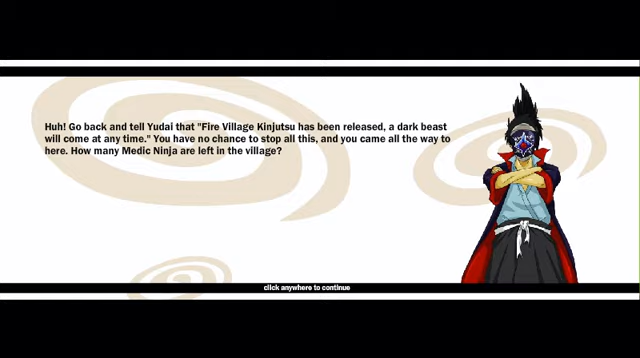 Huh! Go back and tell Yudai that "Fire Village Kinjutsu has been released, a dark beast
will come at any time." You have no chance to stop all this, and you came all the way to
here. How many Medic Ninja are left in the village?
click anywhere to continue